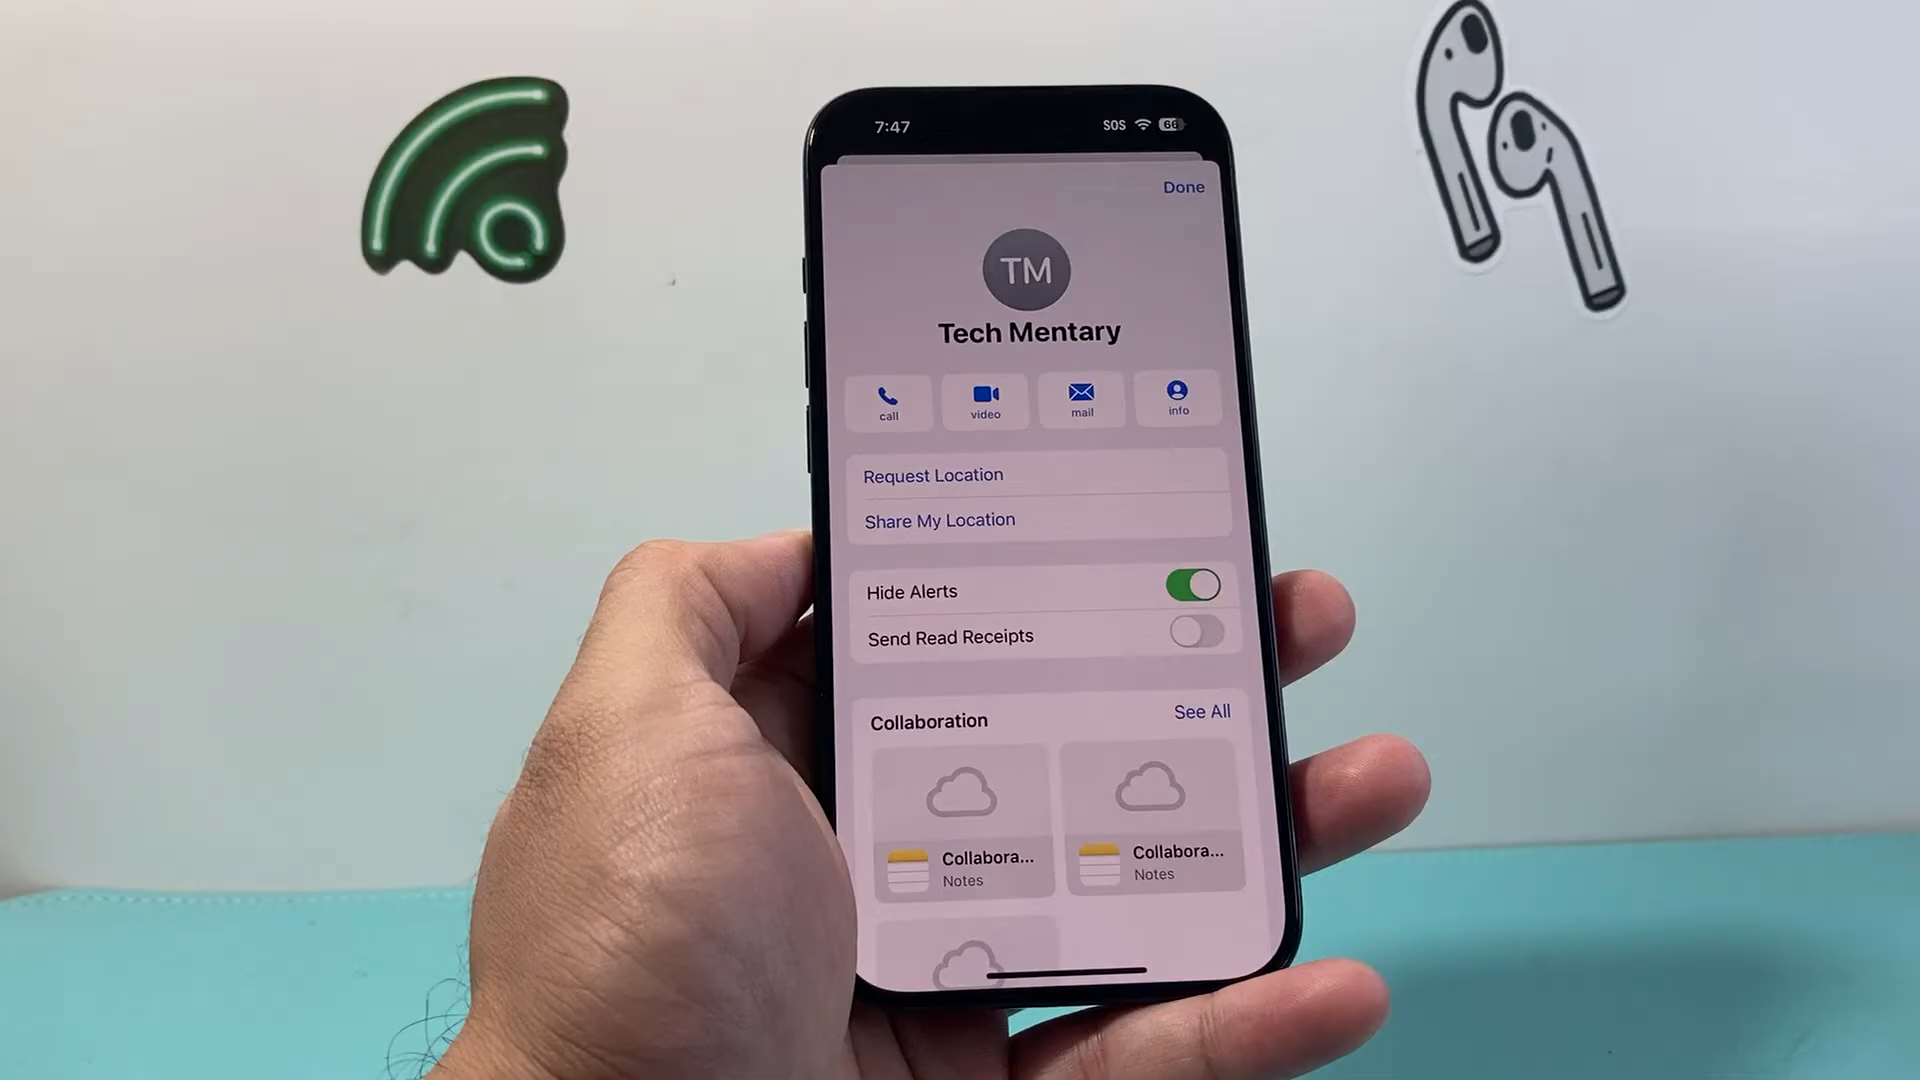 7:47
SOS
66
Done
TM
Tech Mentary
call
video
mail
info
Request Location
Share My Location
Hide Alerts
Send Read Receipts
Collaboration
See All
Collabora...
Notes
Collabora...
Notes